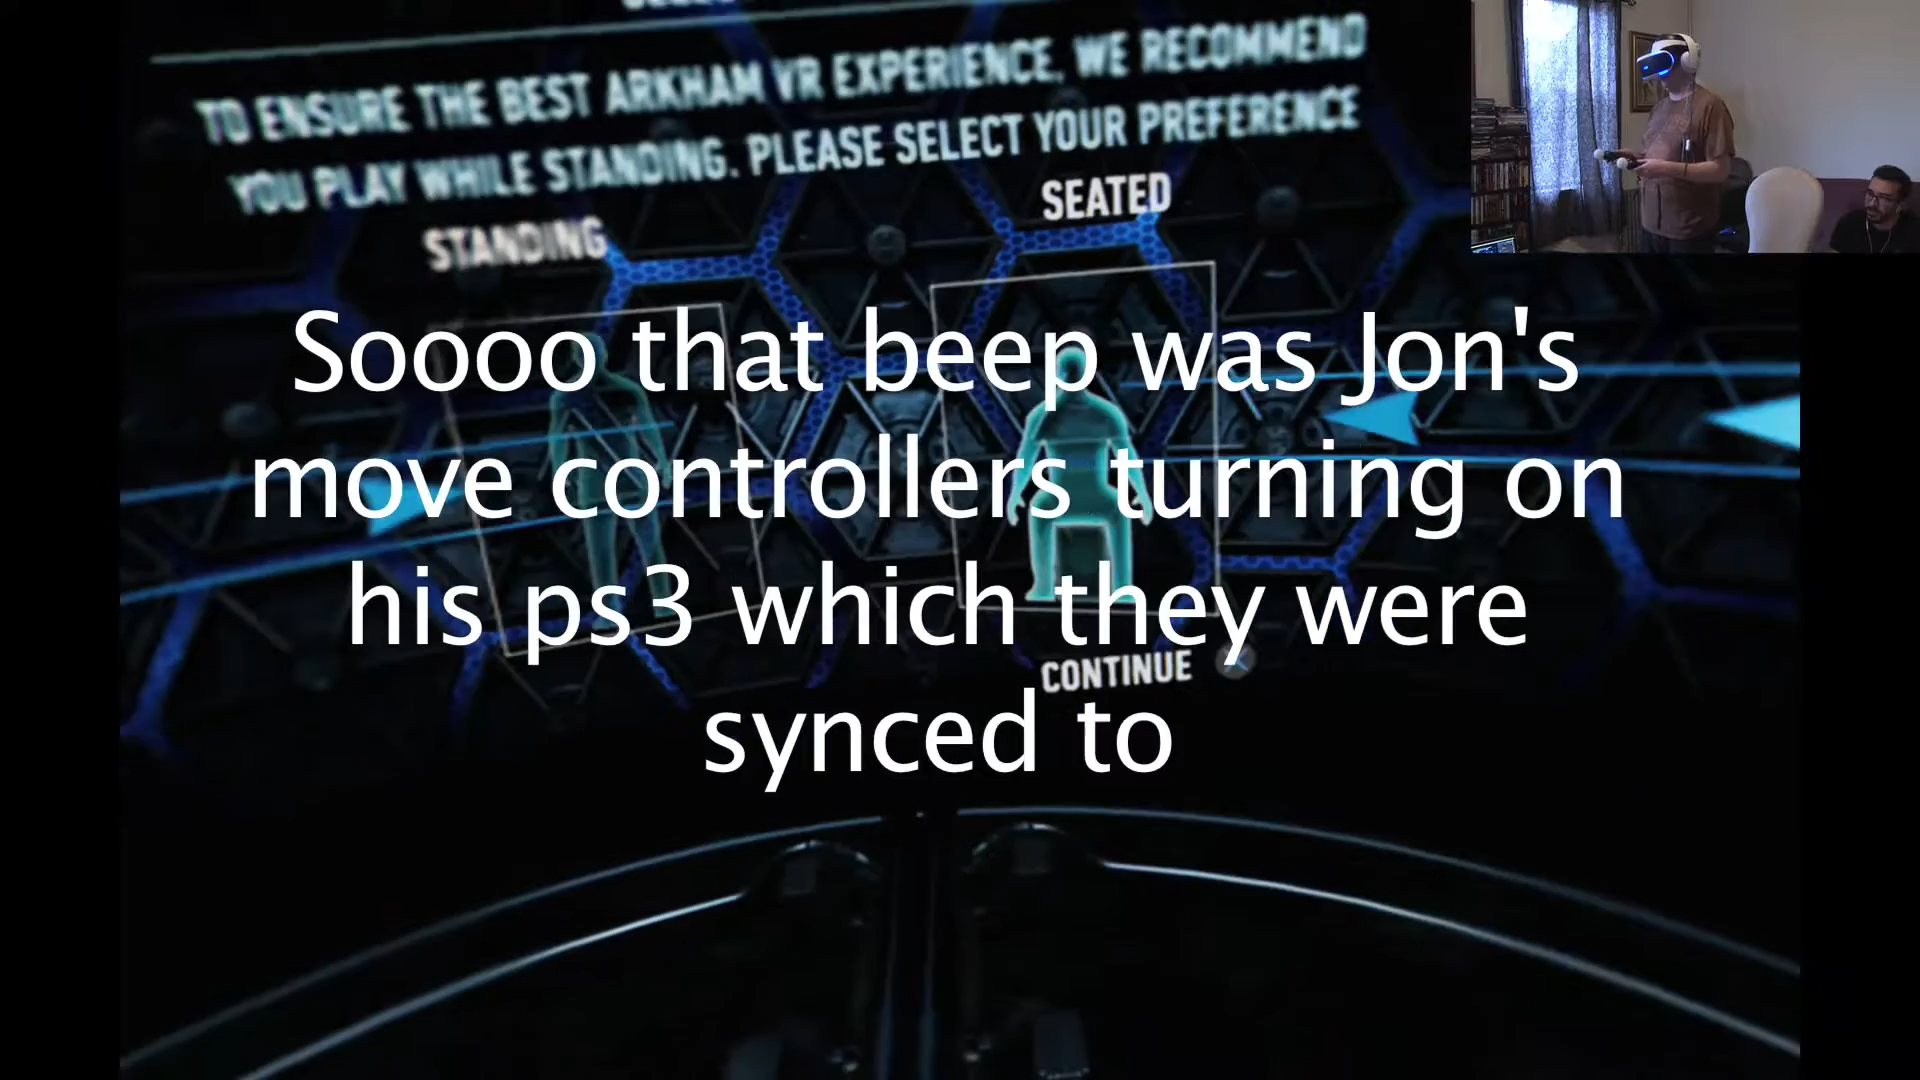 TO ENSURE THE BEST ARKHAM VR EXPERIENCE, WE RECOMMEND
YOU PLAY WHILE STANDING. PLEASE SELECT YOUR PREFERENCE
STANDING
SEATED
Soooo that beep was Jon's
move controllers turning on
his ps3 which they were
synced to
CONTINUE